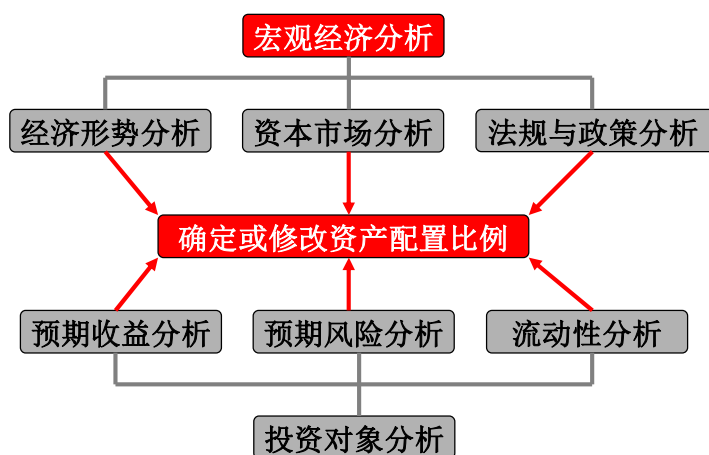 宏观经济分析
经济形势分析
资本市场分析
法规与政策分析
确定或修改资产配置比例
预期收益分析
预期风险分析
流动性分析
投资对象分析